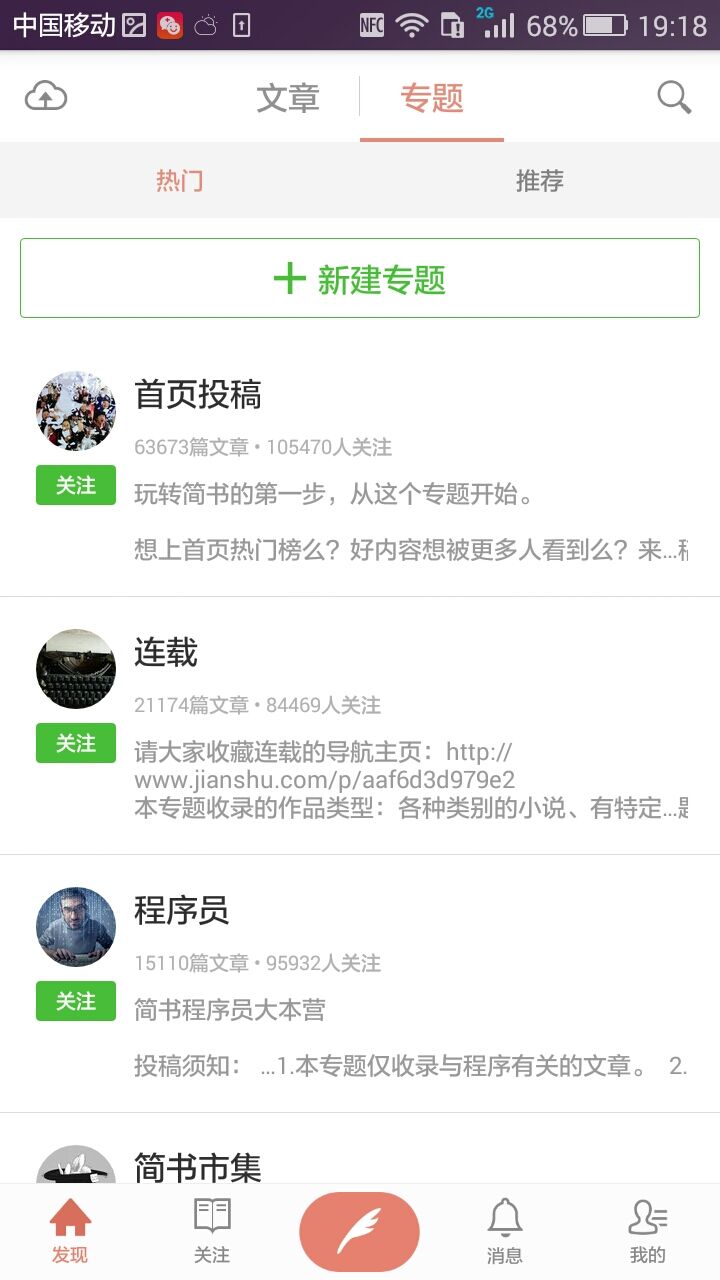 中国移动 NFC 2G 68% 19:18
文章 专题
热门 推荐
新建专题
首页投稿
63673篇文章 • 105470人关注
关注
玩转简书的第一步，从这个专题开始。
想上首页热门榜么？好内容想被更多人看到么？来...
连载
21174篇文章 • 84469人关注
关注
请大家收藏连载的导航主页：http://
www.jianshu.com/p/aaf6d3d979e2
本专题收录的作品类型：各种类别的小说、有特定...
程序员
15110篇文章 • 95932人关注
关注
简书程序员大本营
投稿须知： ...1.本专题仅收录与程序有关的文章。 2.
简书市集
发现 关注 消息 我的